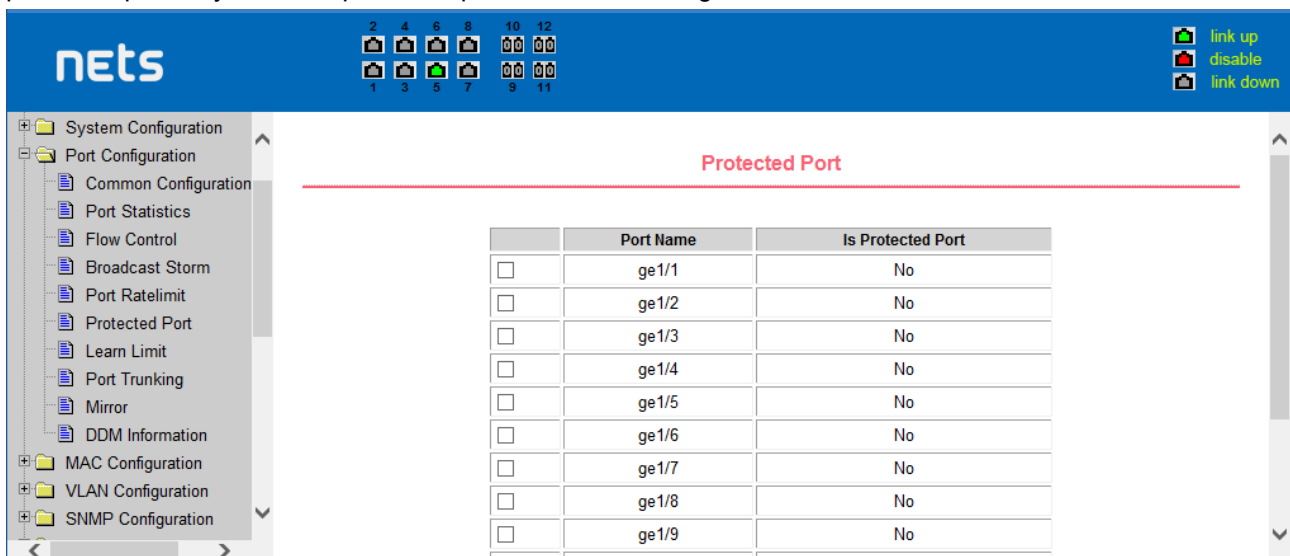 2 4 6 8 10 12
1 3 5 7 9 11
nets
link up
disable
link down
System Configuration
Port Configuration
Common Configuration
Port Statistics
Flow Control
Broadcast Storm
Port Ratelimit
Protected Port
Learn Limit
Port Trunking
Mirror
DDM Information
MAC Configuration
VLAN Configuration
SNMP Configuration
Protected Port
Port Name Is Protected Port
ge1/1 No
ge1/2 No
ge1/3 No
ge1/4 No
ge1/5 No
ge1/6 No
ge1/7 No
ge1/8 No
ge1/9 No